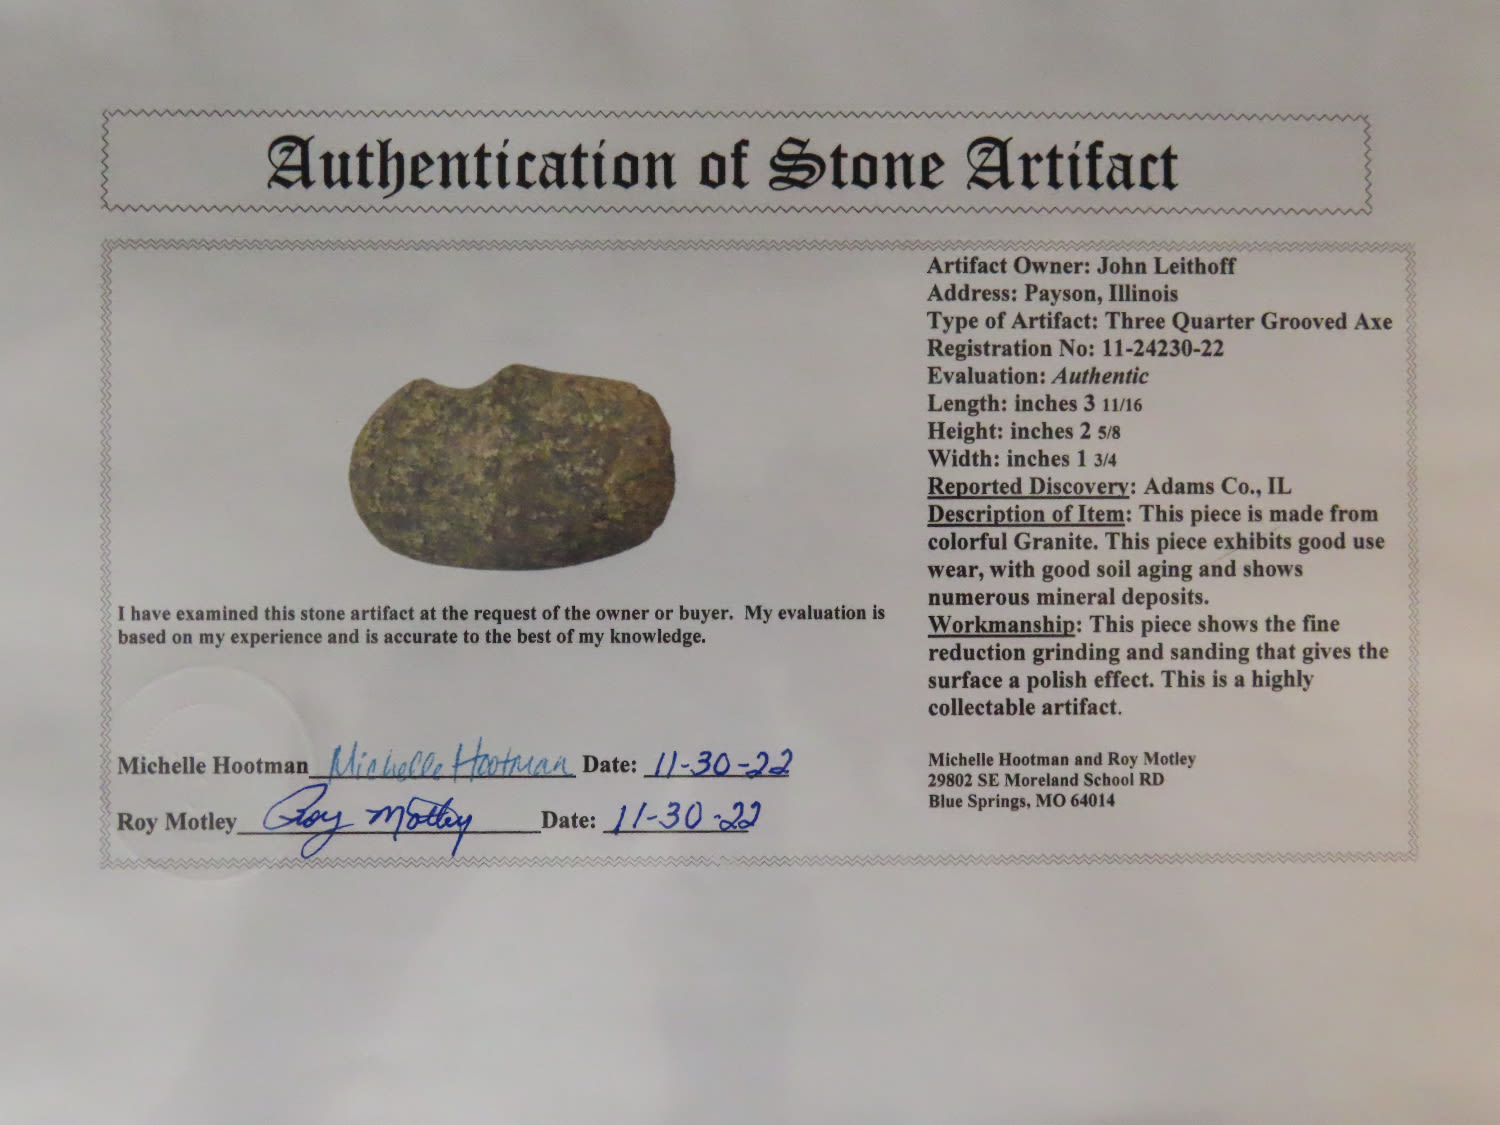 Authentication of Stone Artifact
Artifact Owner: John Leithoff
Address: Payson, Illinois
Type of Artifact: Three Quarter Grooved Axe
Registration No: 11-24230-22
Evaluation: Authentic
Length: inches 3 11/16
Height: inches 2 5/8
Width: inches 1 3/4
Reported Discovery: Adams Co., IL
Description of Item: This piece is made from
colorful Granite. This piece exhibits good use
wear, with good soil aging and shows
numerous mineral deposits.
Workmanship: This piece shows the fine
reduction grinding and sanding that gives the
surface a polish effect. This is a highly
collectable artifact.
I have examined this stone artifact at the request of the owner or buyer. My evaluation is
based on my experience and is accurate to the best of my knowledge.
Michelle Hootman Michelle Hootman Date: 11-30-22
Roy Motley Roy Motley Date: 11-30-22
Michelle Hootman and Roy Motley
29802 SE Moreland School RD
Blue Springs, MO 64014